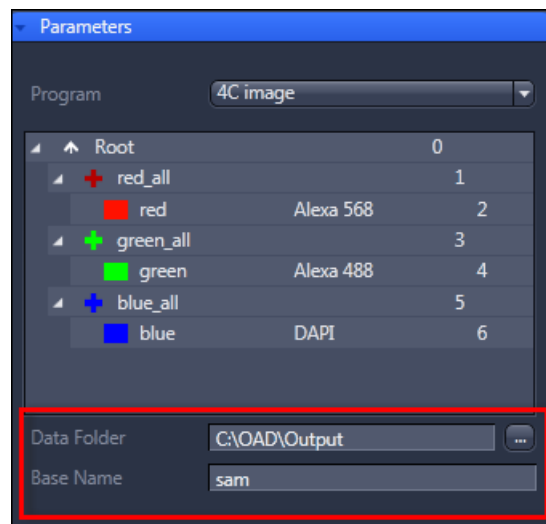 Parameters
Program 4C image
Root 0
red_all 1
red Alexa 568 2
green_all 3
green Alexa 488 4
blue_all 5
blue DAPI 6
Data Folder C:\OAD\Output ...
Base Name sam